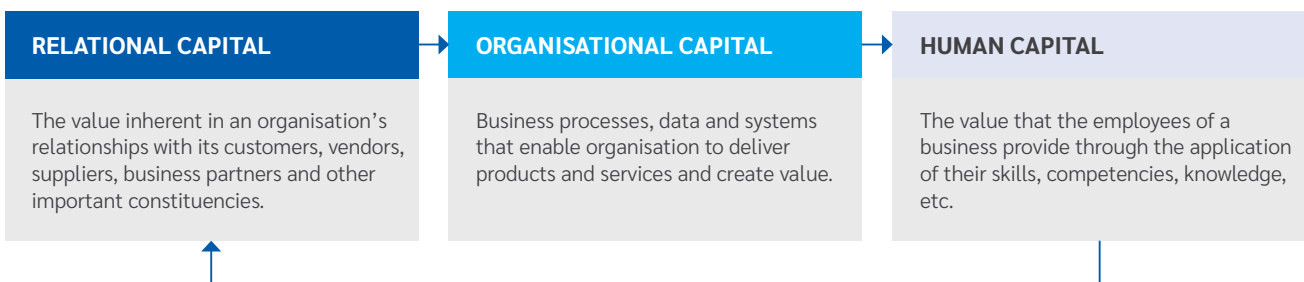 RELATIONAL CAPITAL
The value inherent in an organisation’s
relationships with its customers, vendors,
suppliers, business partners and other
important constituencies.
ORGANISATIONAL CAPITAL
Business processes, data and systems
that enable organisation to deliver
products and services and create value.
HUMAN CAPITAL
The value that the employees of a
business provide through the application
of their skills, competencies, knowledge,
etc.